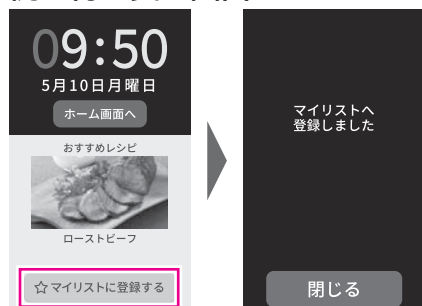 09:50
5月10日月曜日
ホーム画面へ
おすすめレシピ
ローストビーフ
☆マイリストに登録する
マイリストへ
登録しました
閉じる